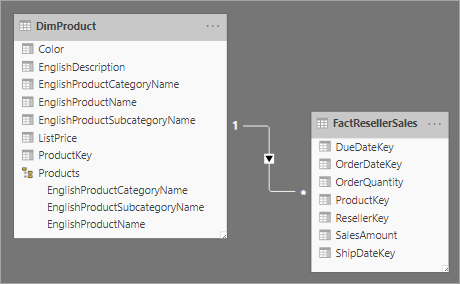 DimProduct
Color
EnglishDescription
EnglishProductCategoryName
EnglishProductName
EnglishProductSubcategoryName
ListPrice
ProductKey
Products
EnglishProductCategoryName
EnglishProductSubcategoryName
EnglishProductName
1
*
FactResellerSales
DueDateKey
OrderDateKey
OrderQuantity
ProductKey
ResellerKey
SalesAmount
ShipDateKey